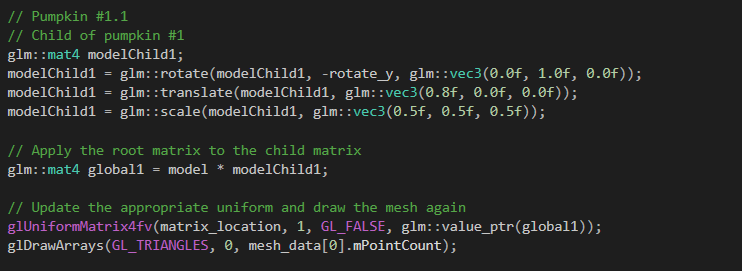 // Pumpkin #1.1
// Child of pumpkin #1
glm::mat4 modelChild1;
modelChild1 = glm::rotate(modelChild1, -rotate_y, glm::vec3(0.0f, 1.0f, 0.0f));
modelChild1 = glm::translate(modelChild1, glm::vec3(0.8f, 0.0f, 0.0f));
modelChild1 = glm::scale(modelChild1, glm::vec3(0.5f, 0.5f, 0.5f));
// Apply the root matrix to the child matrix
glm::mat4 global1 = model * modelChild1;
// Update the appropriate uniform and draw the mesh again
glUniformMatrix4fv(matrix_location, 1, GL_FALSE, glm::value_ptr(global1));
glDrawArrays(GL_TRIANGLES, 0, mesh_data[0].mPointCount);